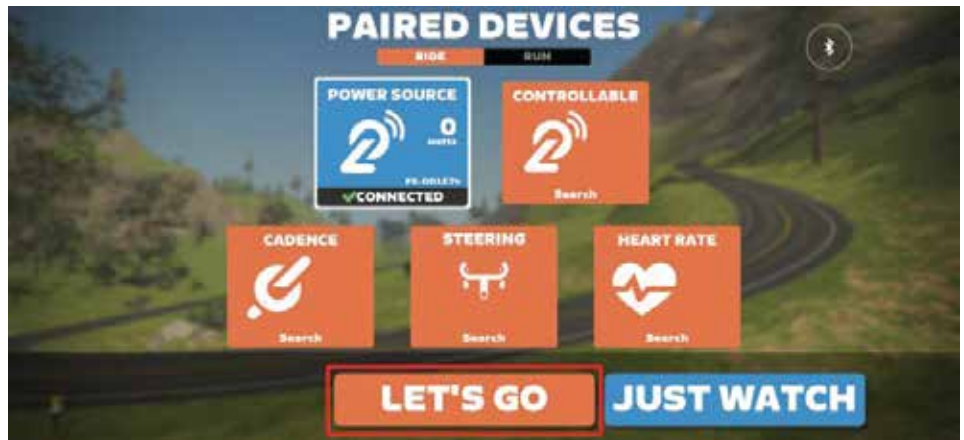 PAIRED DEVICES
RIDE RUN
POWER SOURCE
0
watts
CONNECTED
CONTROLLABLE
Search
CADENCE
Search
STEERING
Search
HEART RATE
Search
LET'S GO
JUST WATCH